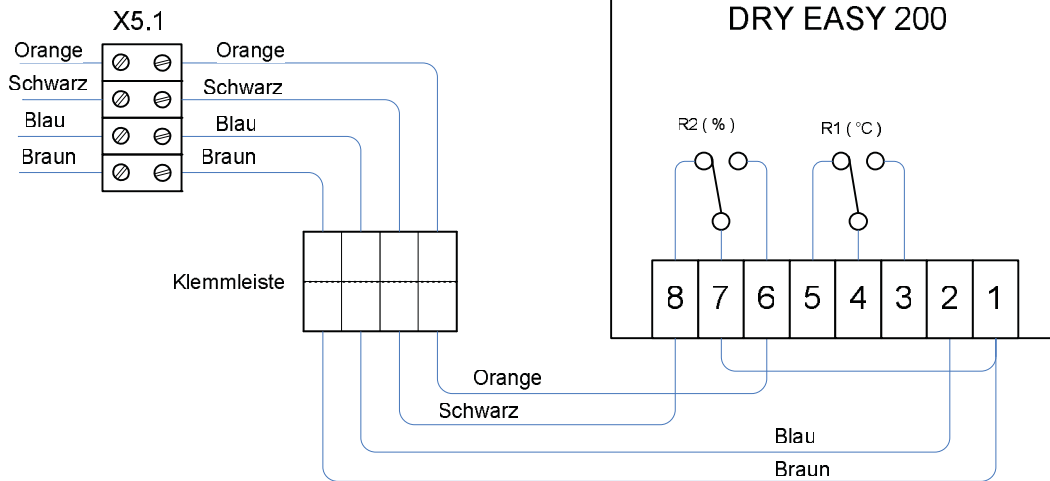 X5.1
DRY EASY 200
Orange Orange
Schwarz Schwarz
Blau Blau
Braun Braun
R2 ( % ) R1 ( °C )
Klemmleiste
8 7 6 5 4 3 2 1
Orange
Schwarz
Blau
Braun